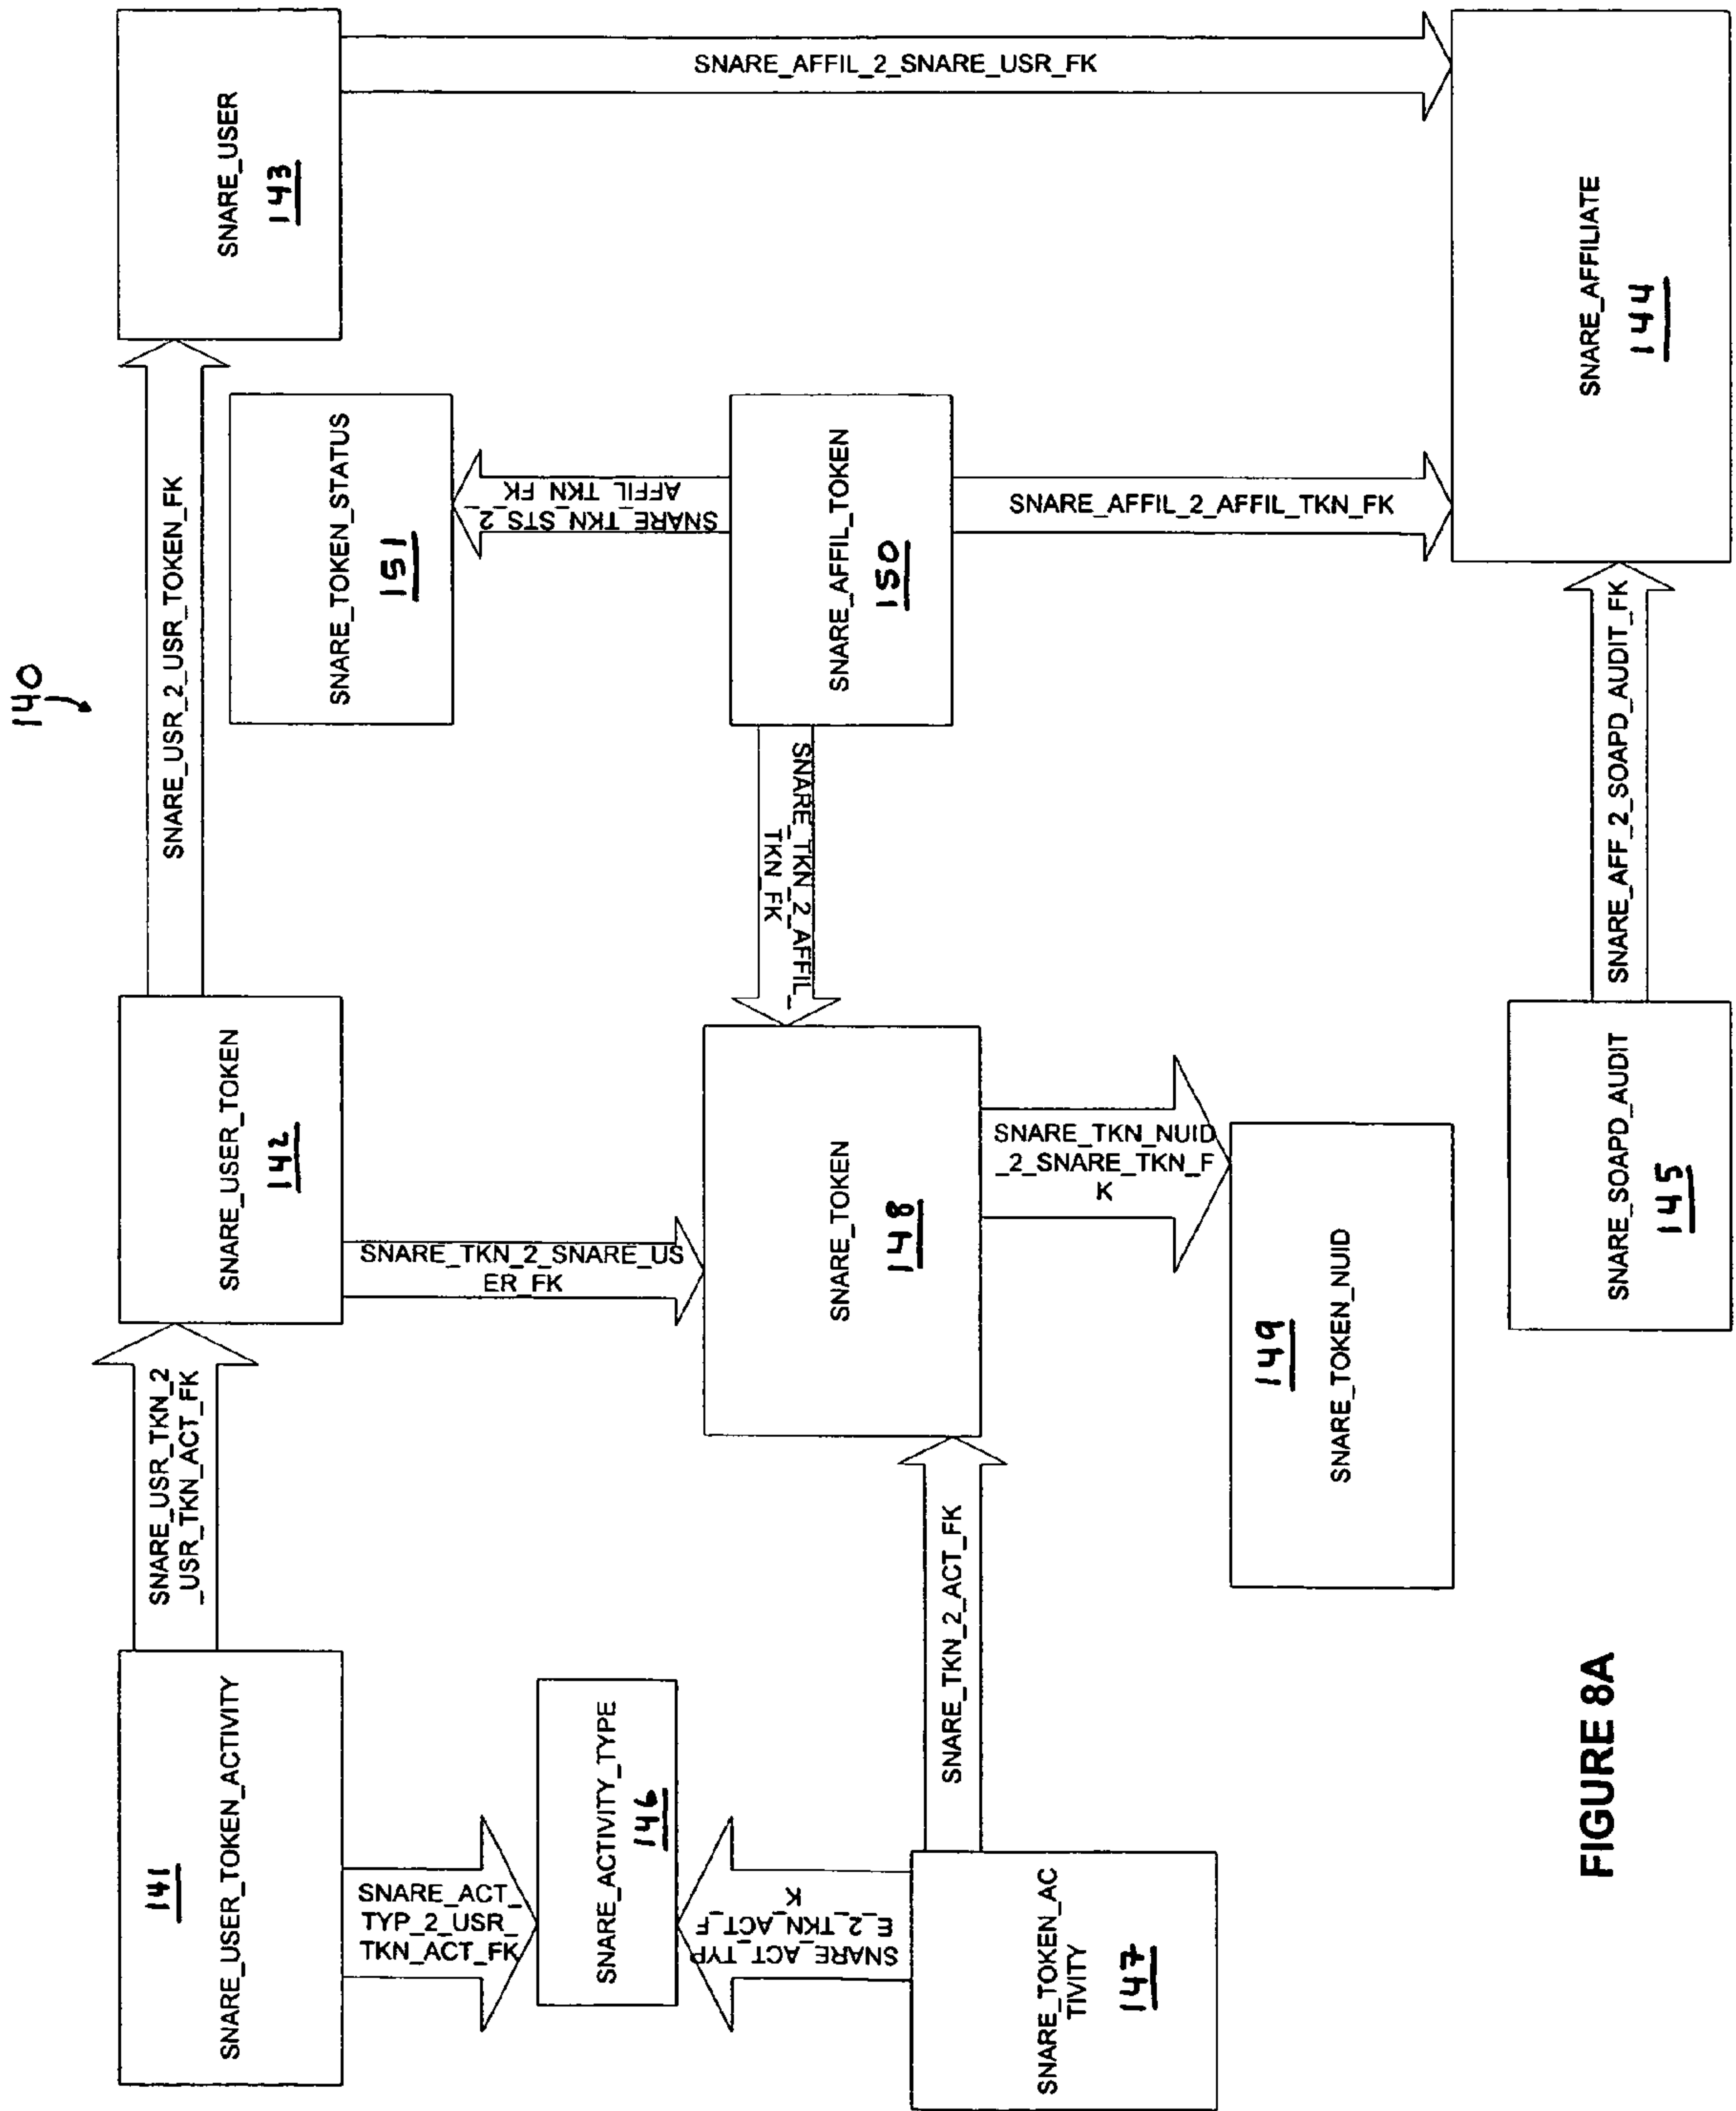 140
SNARE_USER_TOKEN_ACTIVITY
141
SNARE_USR_TKN_2
_USR_TKN_ACT_FK
SNARE_USER_TOKEN
142
SNARE_USR_2_USR_TOKEN_FK
SNARE_USER
143
SNARE_ACT_
TYP_2_USR_
TKN_ACT_FK
SNARE_TKN_2_SNARE_US
ER_FK
SNARE_TOKEN_STATUS
151
SNARE_AFFIL_2_SNARE_USR_FK
SNARE_ACTIVITY_TYPE
146
SNARE_TKN_STS_2_
AFFIL_TKN_FK
SNARE_ACT_TYP
E_2_TKN_ACT_F
K
SNARE_TOKEN
148
SNARE_TKN_2_AFFIL_
TKN_FK
SNARE_AFFIL_TOKEN
150
SNARE_TOKEN_AC
TIVITY
147
SNARE_TKN_2_ACT_FK
SNARE_TKN_NUID
_2_SNARE_TKN_F
K
SNARE_AFFIL_2_AFFIL_TKN_FK
149
SNARE_TOKEN_NUID
SNARE_SOAPD_AUDIT
145
SNARE_AFF_2_SOAPD_AUDIT_FK
SNARE_AFFILIATE
144
FIGURE 8A